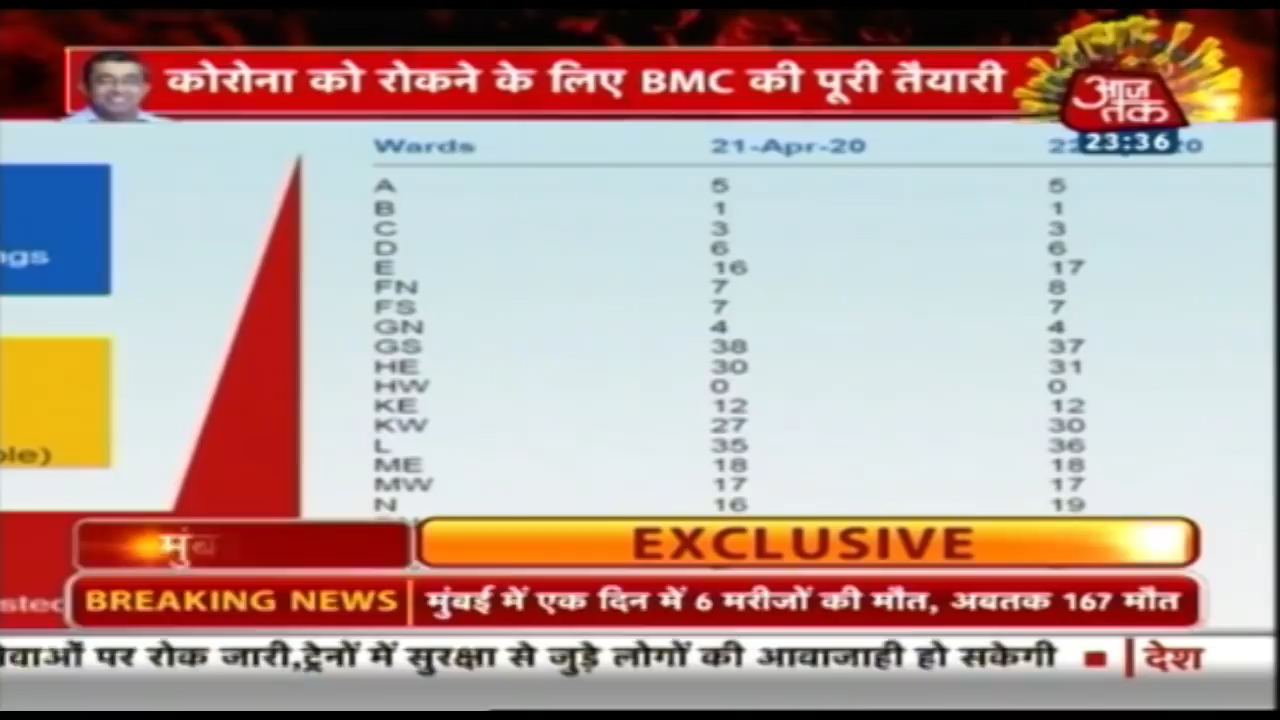 कोरोना को रोकने के लिए BMC की पूरी तैयारी
आज तक
23:36
Wards 21-Apr-20
A 5 5
B 1 1
C 3 3
D 6 6
E 16 17
FN 7 8
FS 7 7
GN 4 4
GS 38 37
HE 30 31
HW 0 0
KE 12 12
KW 27 30
L 35 36
ME 18 18
MW 17 17
N 16 19
EXCLUSIVE
BREAKING NEWS मुंबई में एक दिन में 6 मरीजों की मौत, अबतक 167 मौत
पर रोक जारी,ट्रेनों में सुरक्षा से जुड़े लोगों की आवाजाही हो सकेगी ■ | देश